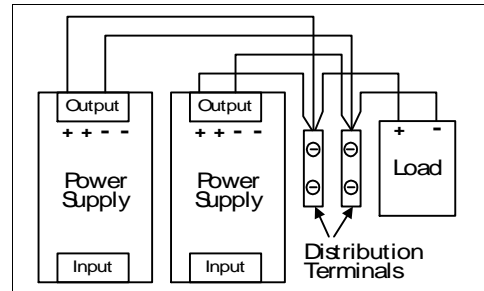 Output
+ + - -
Power
Supply
Input
Output
+ + - -
Power
Supply
Input
+ -
Load
Distribution
Terminals